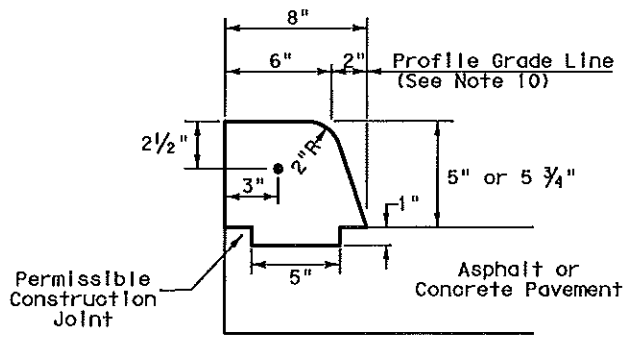 8"
6"
2"
Profile Grade Line
(See Note 10)
2½"
2"R
3"
5" or 5 ¾"
1"
5"
Permissible
Construction
Joint
Asphalt or
Concrete Pavement